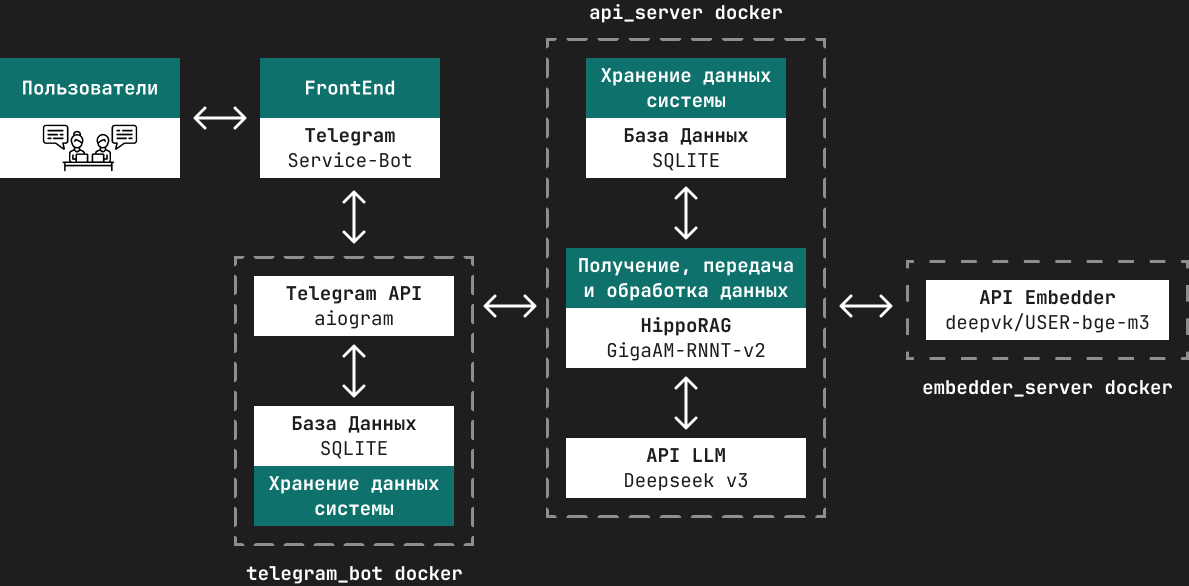 Пользователи
FrontEnd
Telegram
Service-Bot
Telegram API
aiogram
База Данных
SQLITE
Хранение данных
системы
telegram_bot docker
api_server docker
Хранение данных
системы
База Данных
SQLITE
Получение, передача
и обработка данных
HippoRAG
GigaAM-RNNT-v2
API LLM
Deepseek v3
API Embedder
deepvk/USER-bge-m3
embedder_server docker